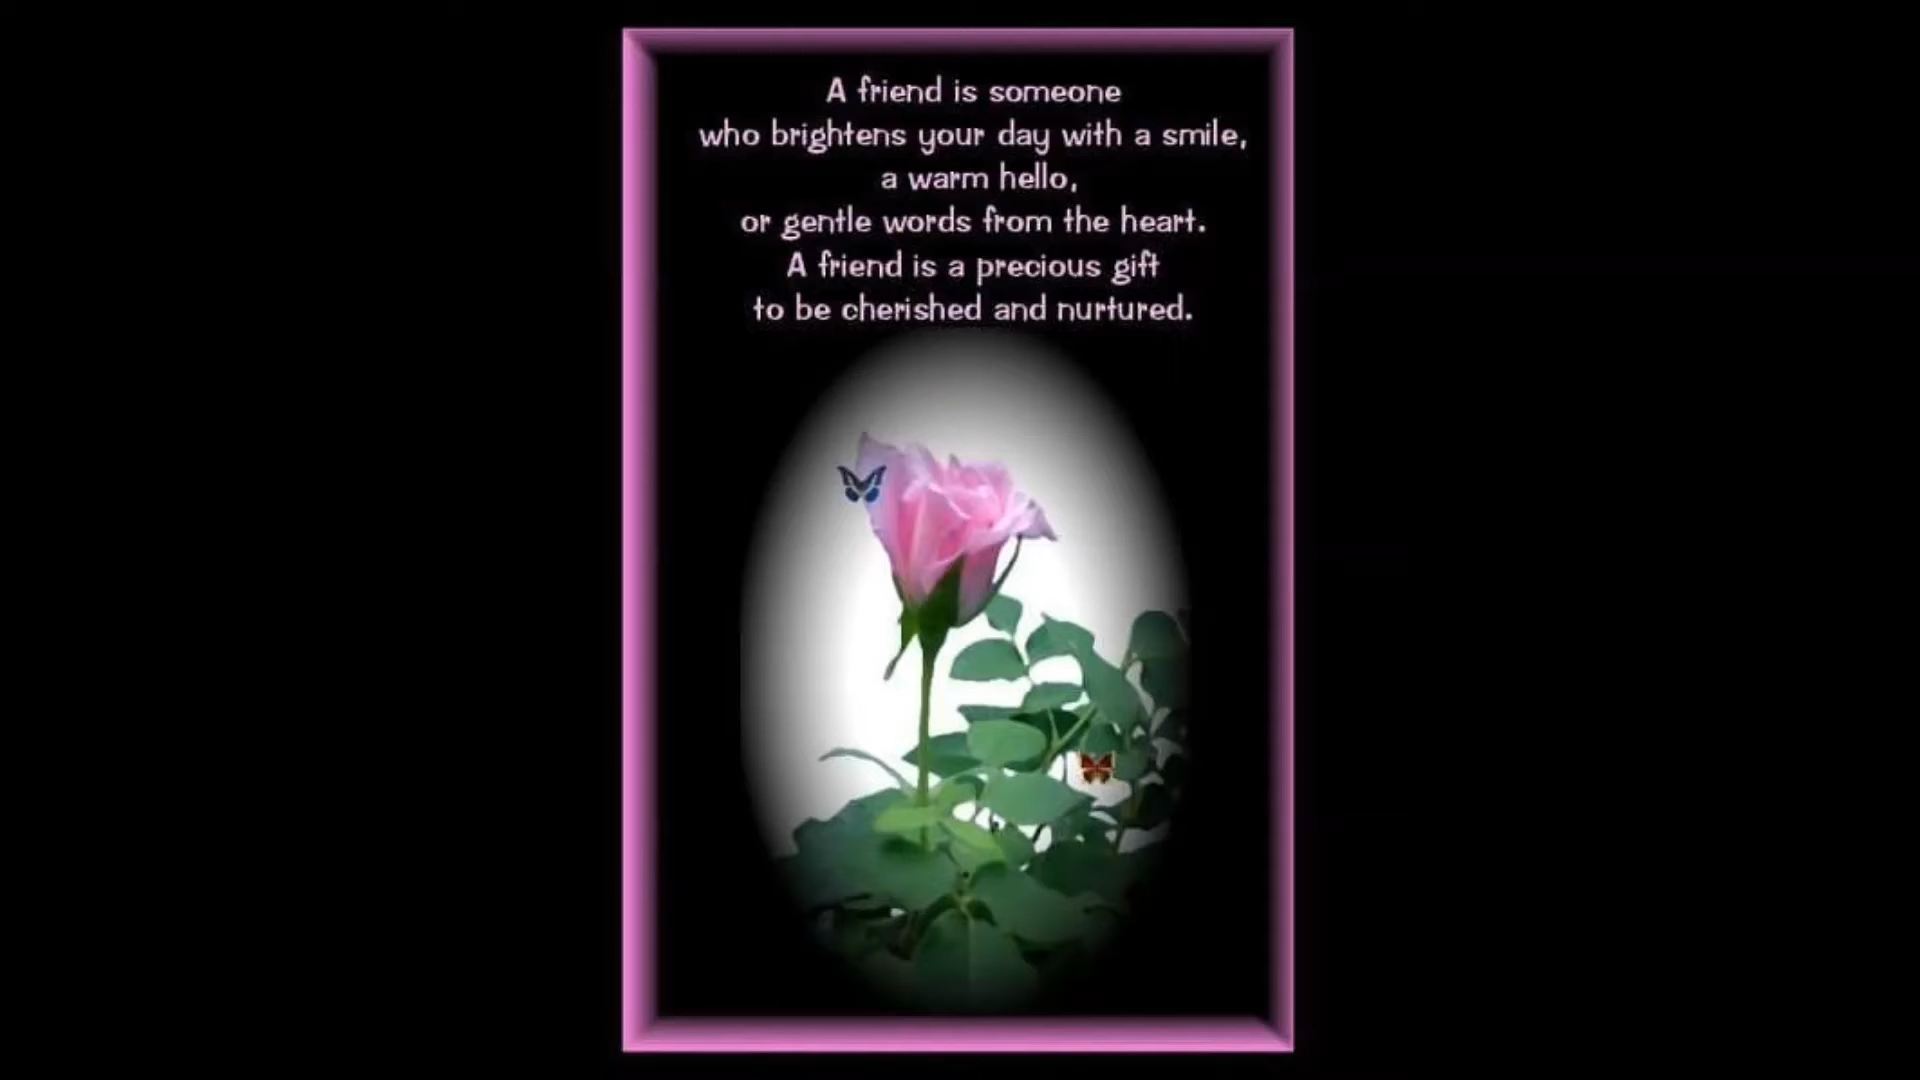 A friend is someone
who brightens your day with a smile,
a warm hello,
or gentle words from the heart.
A friend is a precious gift
to be cherished and nurtured.